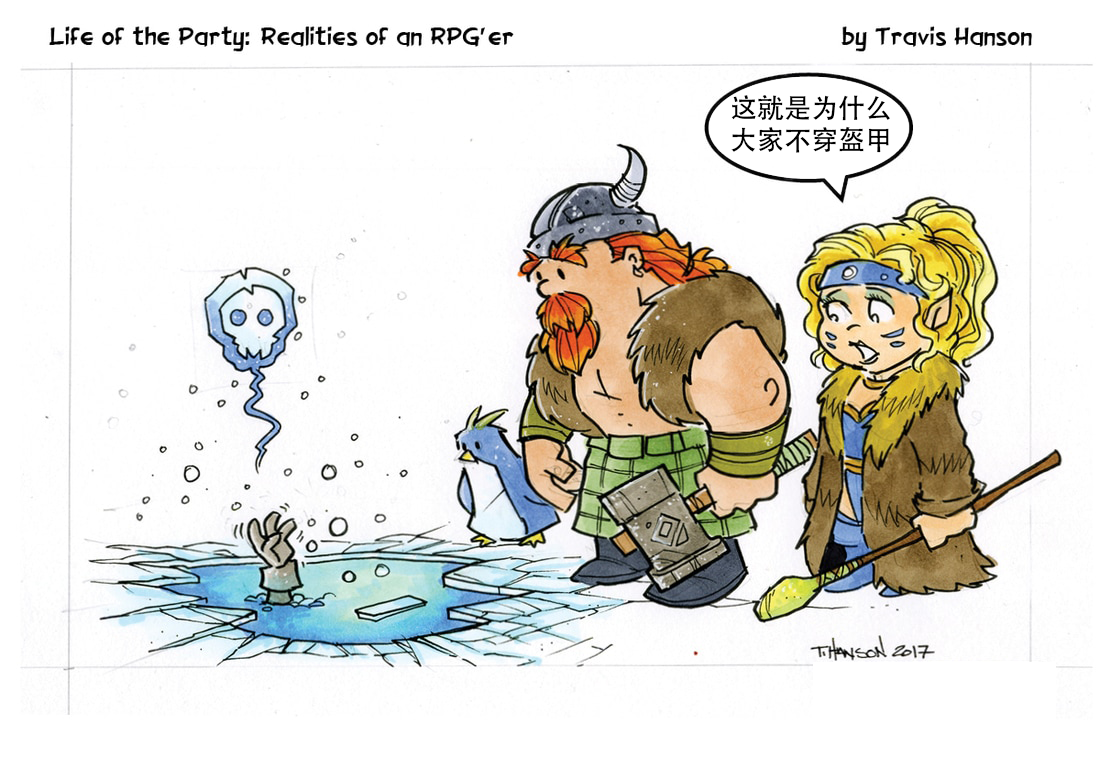 Life of the Party: Realities of an RPG'er
by Travis Hanson
这就是为什么
大家不穿盔甲
T.HANSON 2017